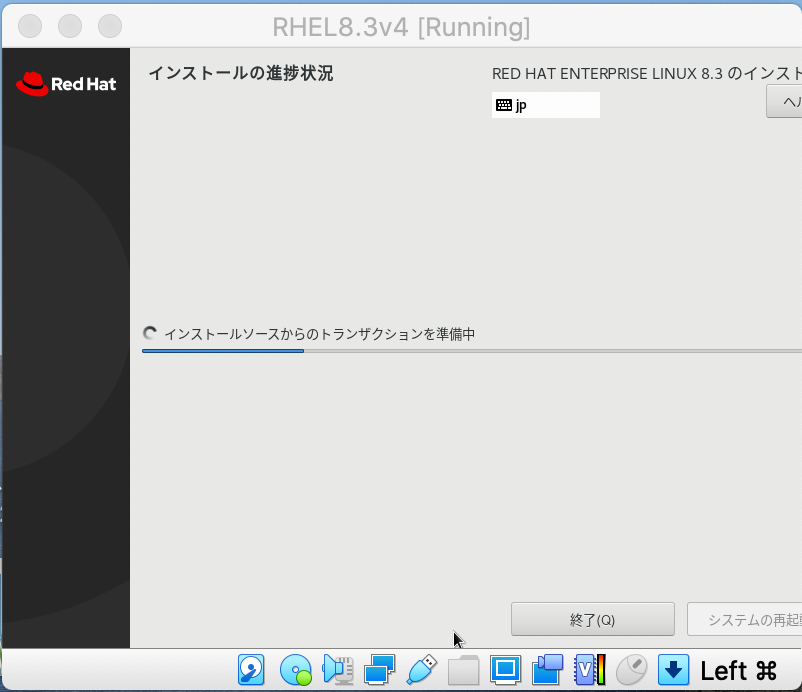 RHEL8.3v4 [Running]
Red Hat
インストールの進捗状況
RED HAT ENTERPRISE LINUX 8.3 のインスト
jp
ヘル
インストールソースからのトランザクションを準備中
終了(Q)
システムの再起動
V
Left ⌘